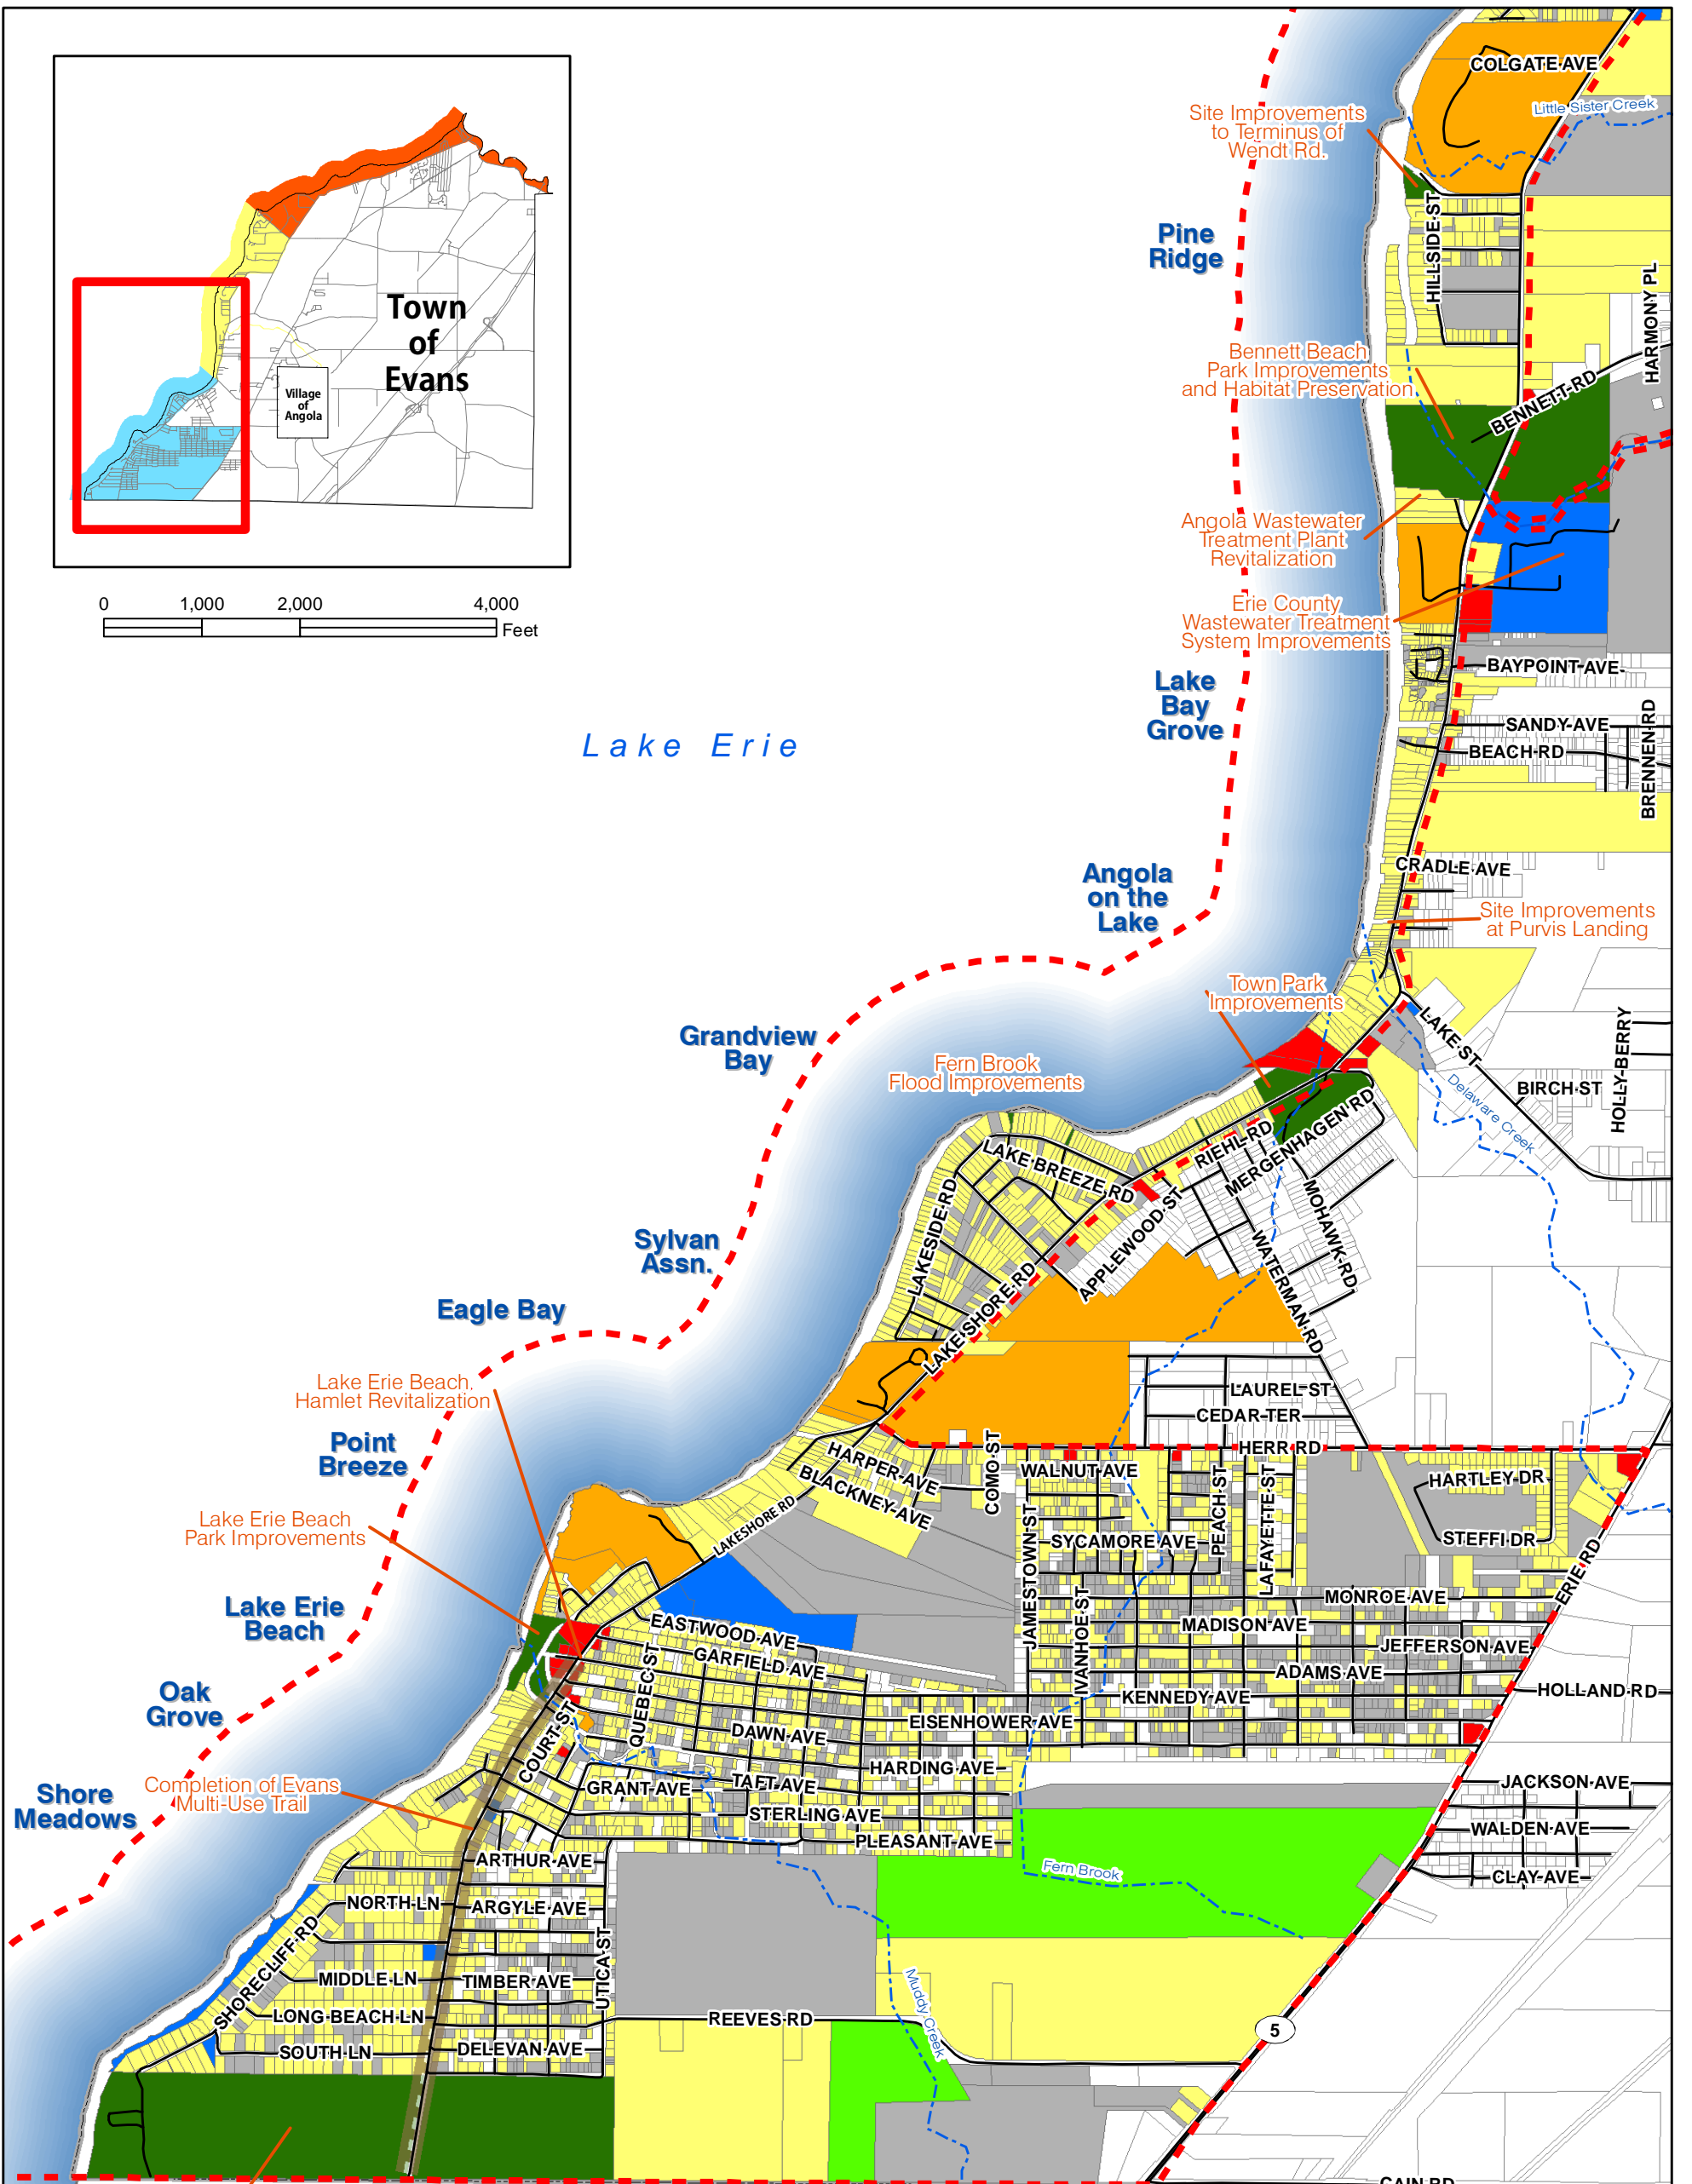 COLGATE AVE
Little Sister Creek
Site Improvements
to Terminus of
Wendt Rd.
Town
of
Evans
Village
of
Angola
Pine
Ridge
HILLSIDE ST
HARMONY PL
Bennett Beach
Park Improvements
and Habitat Preservation
BENNETT RD
Angola Wastewater
Treatment Plant
Revitalization
0 1,000 2,000 4,000
Feet
Erie County
Wastewater Treatment
System Improvements
BAYPOINT AVE
Lake
Bay
Grove
SANDY AVE
BEACH RD
BRENNEN RD
Lake Erie
CRADLE AVE
Angola
on the
Lake
Site Improvements
at Purvis Landing
Town Park
Improvements
LAKE ST
HOLLY-BERRY
Grandview
Bay
Fern Brook
Flood Improvements
BIRCH ST
Delaware Creek
RIEHL RD
MERGENHAGEN RD
LAKE BREEZE RD
LAKESIDE RD
APPLEWOOD ST
MOHAWK RD
WATERMAN RD
Sylvan
Assn.
LAKE SHORE RD
Eagle Bay
Lake Erie Beach
Hamlet Revitalization
LAUREL ST
CEDAR TER
HERR RD
Point
Breeze
HARPER AVE
BLACKNEY AVE
COMO ST
WALNUT AVE
HARTLEY DR
LAKESHORE RD
Lake Erie Beach
Park Improvements
JAMESTOWN ST
SYCAMORE AVE
PEACH ST
LAFAYETTE ST
STEFFI DR
ERIE RD
Lake Erie
Beach
IVANHOE ST
MONROE AVE
MADISON AVE
EASTWOOD AVE
JEFFERSON AVE
GARFIELD AVE
ADAMS AVE
QUEBEC ST
KENNEDY AVE
HOLLAND RD
Oak
Grove
EISENHOWER AVE
COURT ST
DAWN AVE
HARDING AVE
Completion of Evans
Multi-Use Trail
GRANT AVE
TAFT AVE
JACKSON AVE
Shore
Meadows
STERLING AVE
WALDEN AVE
PLEASANT AVE
ARTHUR AVE
Fern Brook
CLAY AVE
NORTH LN
ARGYLE AVE
SHORECLIFF RD
UTICA ST
MIDDLE LN
TIMBER AVE
Muddy Creek
LONG BEACH LN
REEVES RD
5
SOUTH LN
DELEVAN AVE
CAIN RD